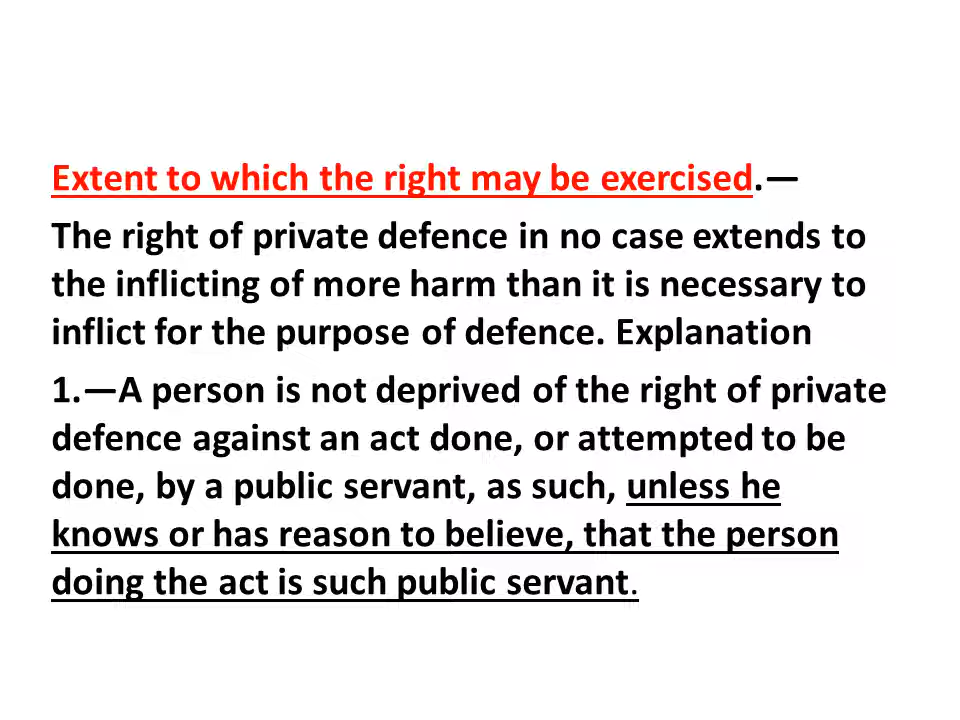 Extent to which the right may be exercised.—
The right of private defence in no case extends to
the inflicting of more harm than it is necessary to
inflict for the purpose of defence. Explanation
1.—A person is not deprived of the right of private
defence against an act done, or attempted to be
done, by a public servant, as such, unless he
knows or has reason to believe, that the person
doing the act is such public servant.